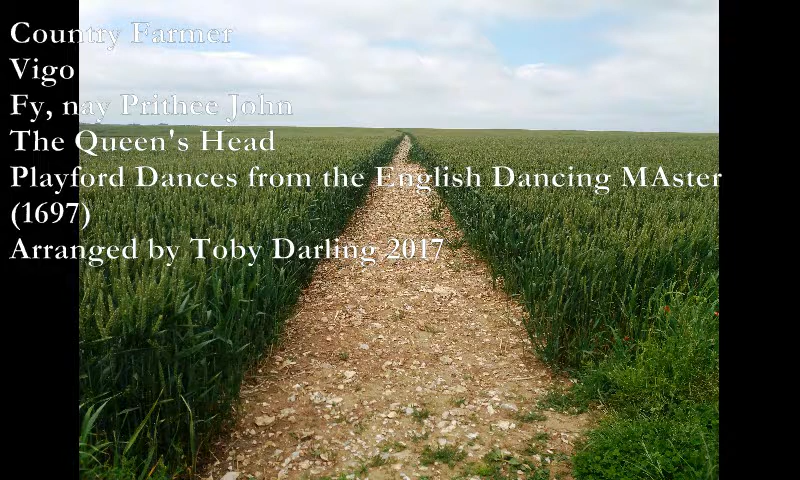 Country Farmer
Vigo
Fy, nay Prithee John
The Queen's Head
Playford Dances from the English Dancing MAster
(1697)
Arranged by Toby Darling 2017